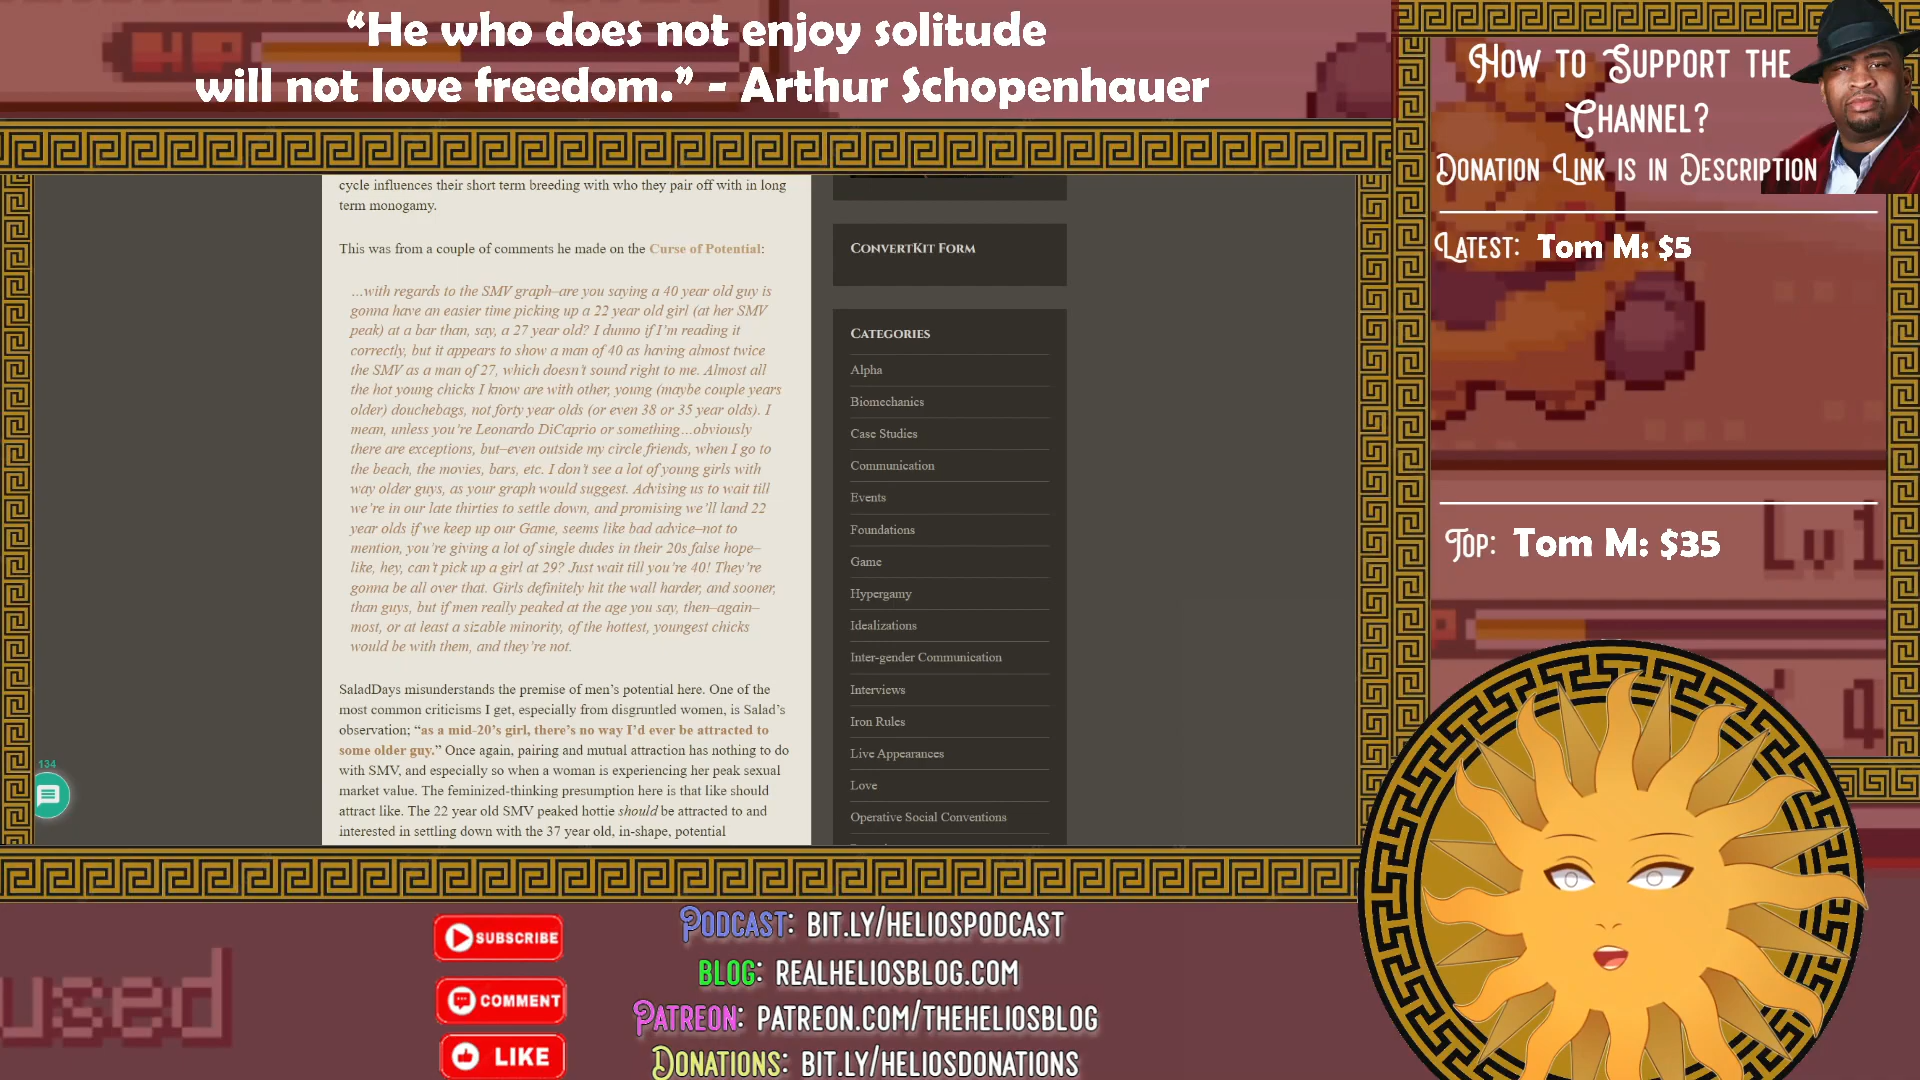 “He who does not enjoy solitude
will not love freedom.” - Arthur Schopenhauer
How to Support the
Channel?
Donation Link is in Description
Latest: Tom M: $5
Top: Tom M: $35
Lv1
cycle influences their short term breeding with who they pair off with in long
term monogamy.
This was from a couple of comments he made on the Curse of Potential:
…with regards to the SMV graph–are you saying a 40 year old guy is
gonna have an easier time picking up a 22 year old girl (at her SMV
peak) at a bar than, say, a 27 year old? I dunno if I’m reading it
correctly, but it appears to show a man of 40 as having almost twice
the SMV as a man of 27, which doesn’t sound right to me. Almost all
the hot young chicks I know are with other, young (maybe couple years
older) douchebags, not forty year olds (or even 38 or 35 year olds). I
mean, unless you’re Leonardo DiCaprio or something…obviously
there are exceptions, but–even outside my circle friends, when I go to
the beach, the movies, bars, etc. I don’t see a lot of young girls with
way older guys, as your graph would suggest. Advising us to wait till
we’re in our late thirties to settle down, and promising we’ll land 22
year olds if we keep up our Game, seems like bad advice–not to
mention, you’re giving a lot of single dudes in their 20s false hope–
like, hey, can’t pick up a girl at 29? Just wait till you’re 40! They’re
gonna be all over that. Girls definitely hit the wall harder, and sooner,
than guys, but if men really peaked at the age you say, then–again–
most, or at least a sizable minority, of the hottest, youngest chicks
would be with them, and they’re not.
SaladDays misunderstands the premise of men’s potential here. One of the
most common criticisms I get, especially from disgruntled women, is Salad’s
observation; “as a mid-20’s girl, there’s no way I’d ever be attracted to
some older guy.” Once again, pairing and mutual attraction has nothing to do
with SMV, and especially so when a woman is experiencing her peak sexual
market value. The feminized-thinking presumption here is that like should
attract like. The 22 year old SMV peaked hottie should be attracted to and
interested in settling down with the 37 year old, in-shape, potential
134
ConvertKit Form
Categories
Alpha
Biomechanics
Case Studies
Communication
Events
Foundations
Game
Hypergamy
Idealizations
Inter-gender Communication
Interviews
Iron Rules
Live Appearances
Love
Operative Social Conventions
used
SUBSCRIBE
COMMENT
LIKE
Podcast: bit.ly/heliospodcast
Blog: realheliosblog.com
Patreon: patreon.com/theheliosblog
Donations: bit.ly/heliosdonations